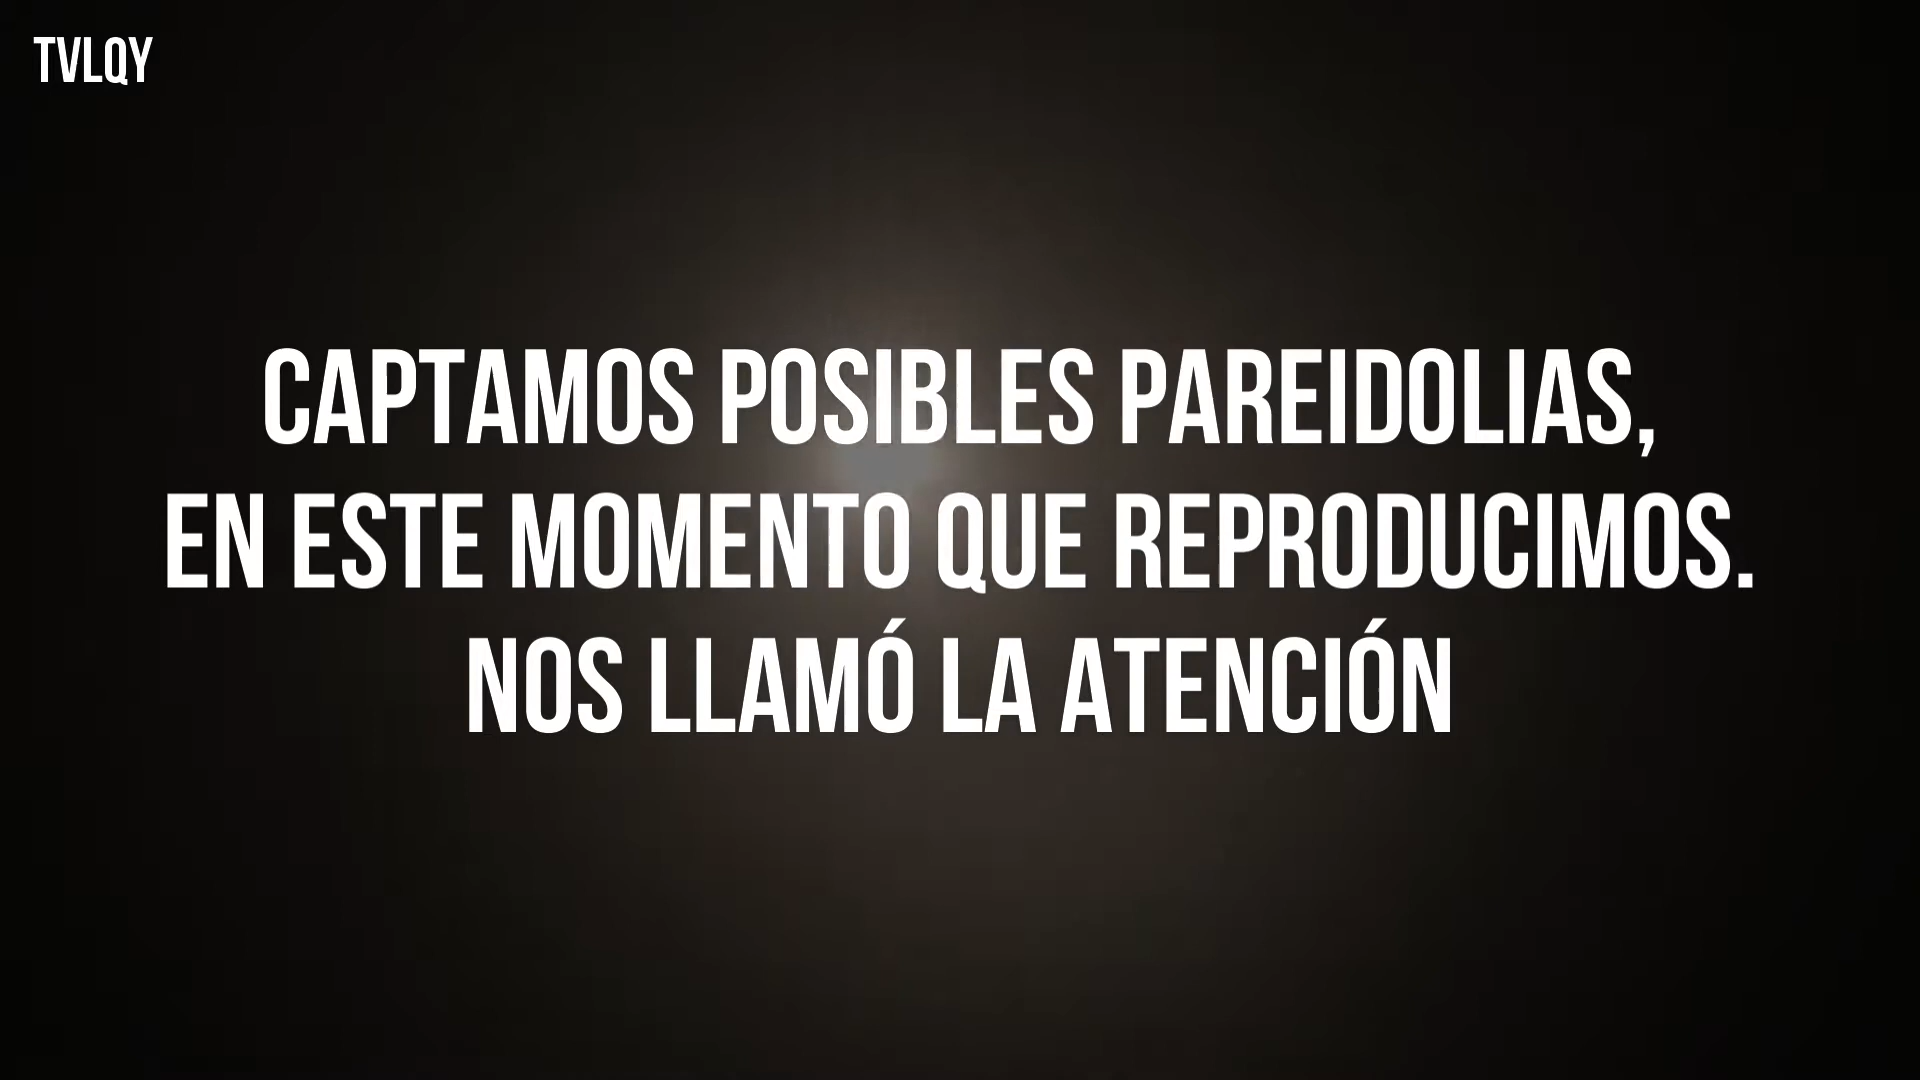 TVLQY
CAPTAMOS POSIBLES PAREIDOLIAS,
EN ESTE MOMENTO QUE REPRODUCIMOS.
NOS LLAMÓ LA ATENCIÓN